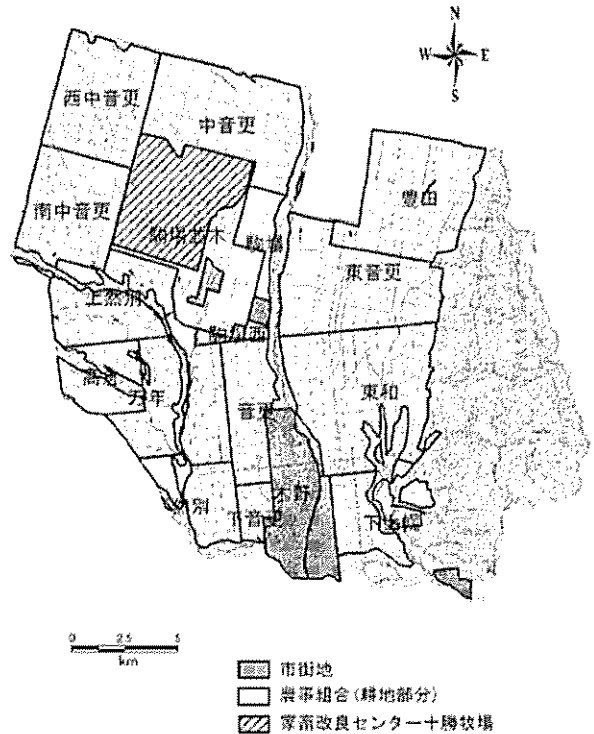 N
W E
S
西中音更
中音更
豊田
南中音更
駒場並木
駒場
東音更
上然別
駒場西
高倉
万年
東和
音更
木野
然別
下音更
下士幌
0 2.5 5
km
市街地
農事組合(耕地部分)
家畜改良センター十勝牧場